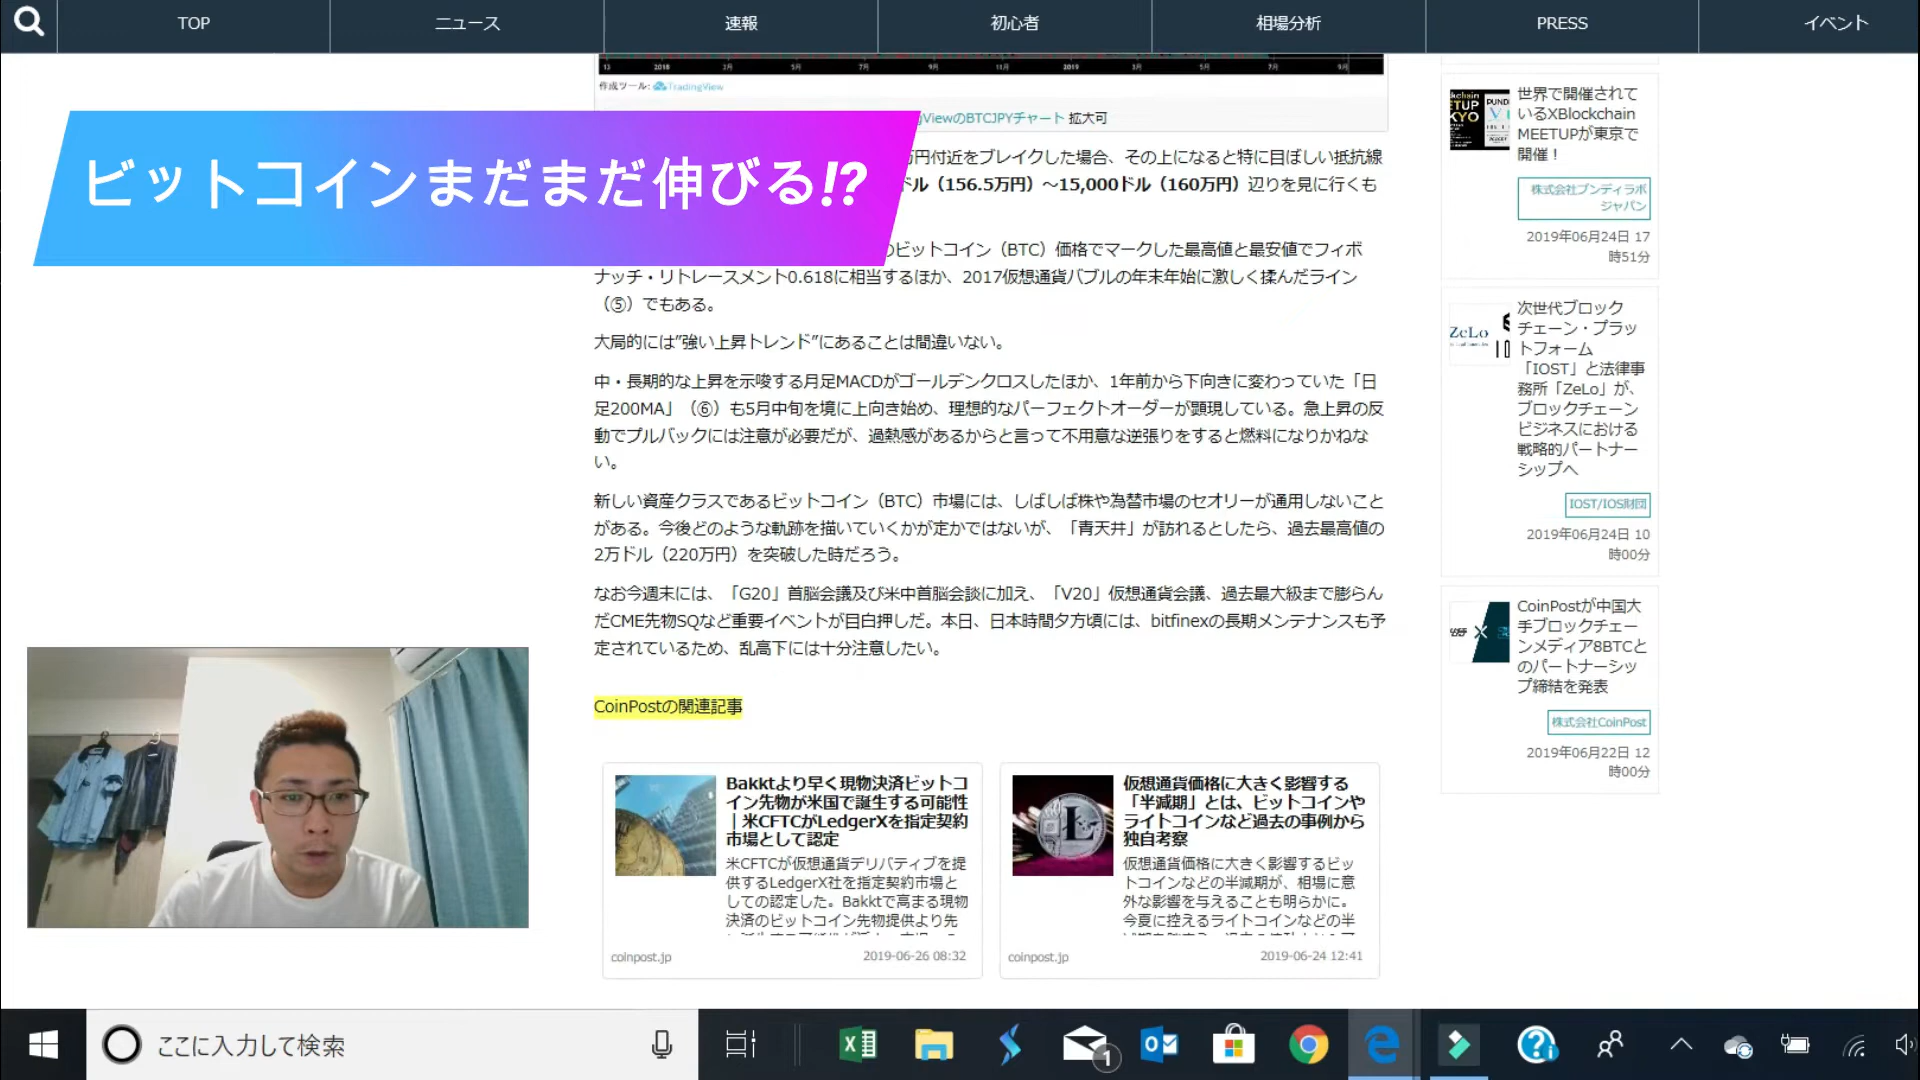 TOP
ニュース
速報
初心者
相場分析
PRESS
イベント
13 2018 3月 5月 7月 9月 11月 2019 3月 5月 7月 9月
作成ツール: TradingView
ViewのBTCJPYチャート 拡大可
ビットコインまだまだ伸びる!?
万円付近をブレイクした場合、その上になると特に目ぼしい抵抗線
ドル（156.5万円）〜15,000ドル（160万円）辺りを見に行くも
のビットコイン（BTC）価格でマークした最高値と最安値でフィボ
ナッチ・リトレースメント0.618に相当するほか、2017仮想通貨バブルの年末年始に激しく揉んだライン
（⑤）でもある。
大局的には”強い上昇トレンド”にあることは間違いない。
中・長期的な上昇を示唆する月足MACDがゴールデンクロスしたほか、1年前から下向きに変わっていた「日
足200MA」（⑥）も5月中旬を境に上向き始め、理想的なパーフェクトオーダーが顕現している。急上昇の反
動でプルバックには注意が必要だが、過熱感があるからと言って不用意な逆張りをすると燃料になりかねな
い。
新しい資産クラスであるビットコイン（BTC）市場には、しばしば株や為替市場のセオリーが通用しないこと
がある。今後どのような軌跡を描いていくかが定かではないが、「青天井」が訪れるとしたら、過去最高値の
2万ドル（220万円）を突破した時だろう。
なお今週末には、「G20」首脳会議及び米中首脳会談に加え、「V20」仮想通貨会議、過去最大級まで膨らん
だCME先物SQなど重要イベントが目白押しだ。本日、日本時間夕方頃には、bitfinexの長期メンテナンスも予
定されているため、乱高下には十分注意したい。
CoinPostの関連記事
Bakktより早く現物決済ビットコ
イン先物が米国で誕生する可能性
｜米CFTCがLedgerXを指定契約
市場として認定
米CFTCが仮想通貨デリバティブを提
供するLedgerX社を指定契約市場と
しての認定した。Bakktで高まる現物
決済のビットコイン先物提供より先
coinpost.jp
2019-06-26 08:32
仮想通貨価格に大きく影響する
「半減期」とは、ビットコインや
ライトコインなど過去の事例から
独自考察
仮想通貨価格に大きく影響するビッ
トコインなどの半減期が、相場に意
外な影響を与えることも明らかに。
今夏に控えるライトコインなどの半
coinpost.jp
2019-06-24 12:41
世界で開催されて
いるXBlockchain
MEETUPが東京で
開催！
株式会社プンディラボ
ジャパン
2019年06月24日 17
時51分
次世代ブロック
チェーン・プラッ
トフォーム
「IOST」と法律事
務所「ZeLo」が、
ブロックチェーン
ビジネスにおける
戦略的パートナー
シップへ
ZeLo
IOST/IOS財団
2019年06月24日 10
時00分
CoinPostが中国大
手ブロックチェー
ンメディア8BTCと
のパートナーシッ
プ締結を発表
株式会社CoinPost
2019年06月22日 12
時00分
ここに入力して検索
1